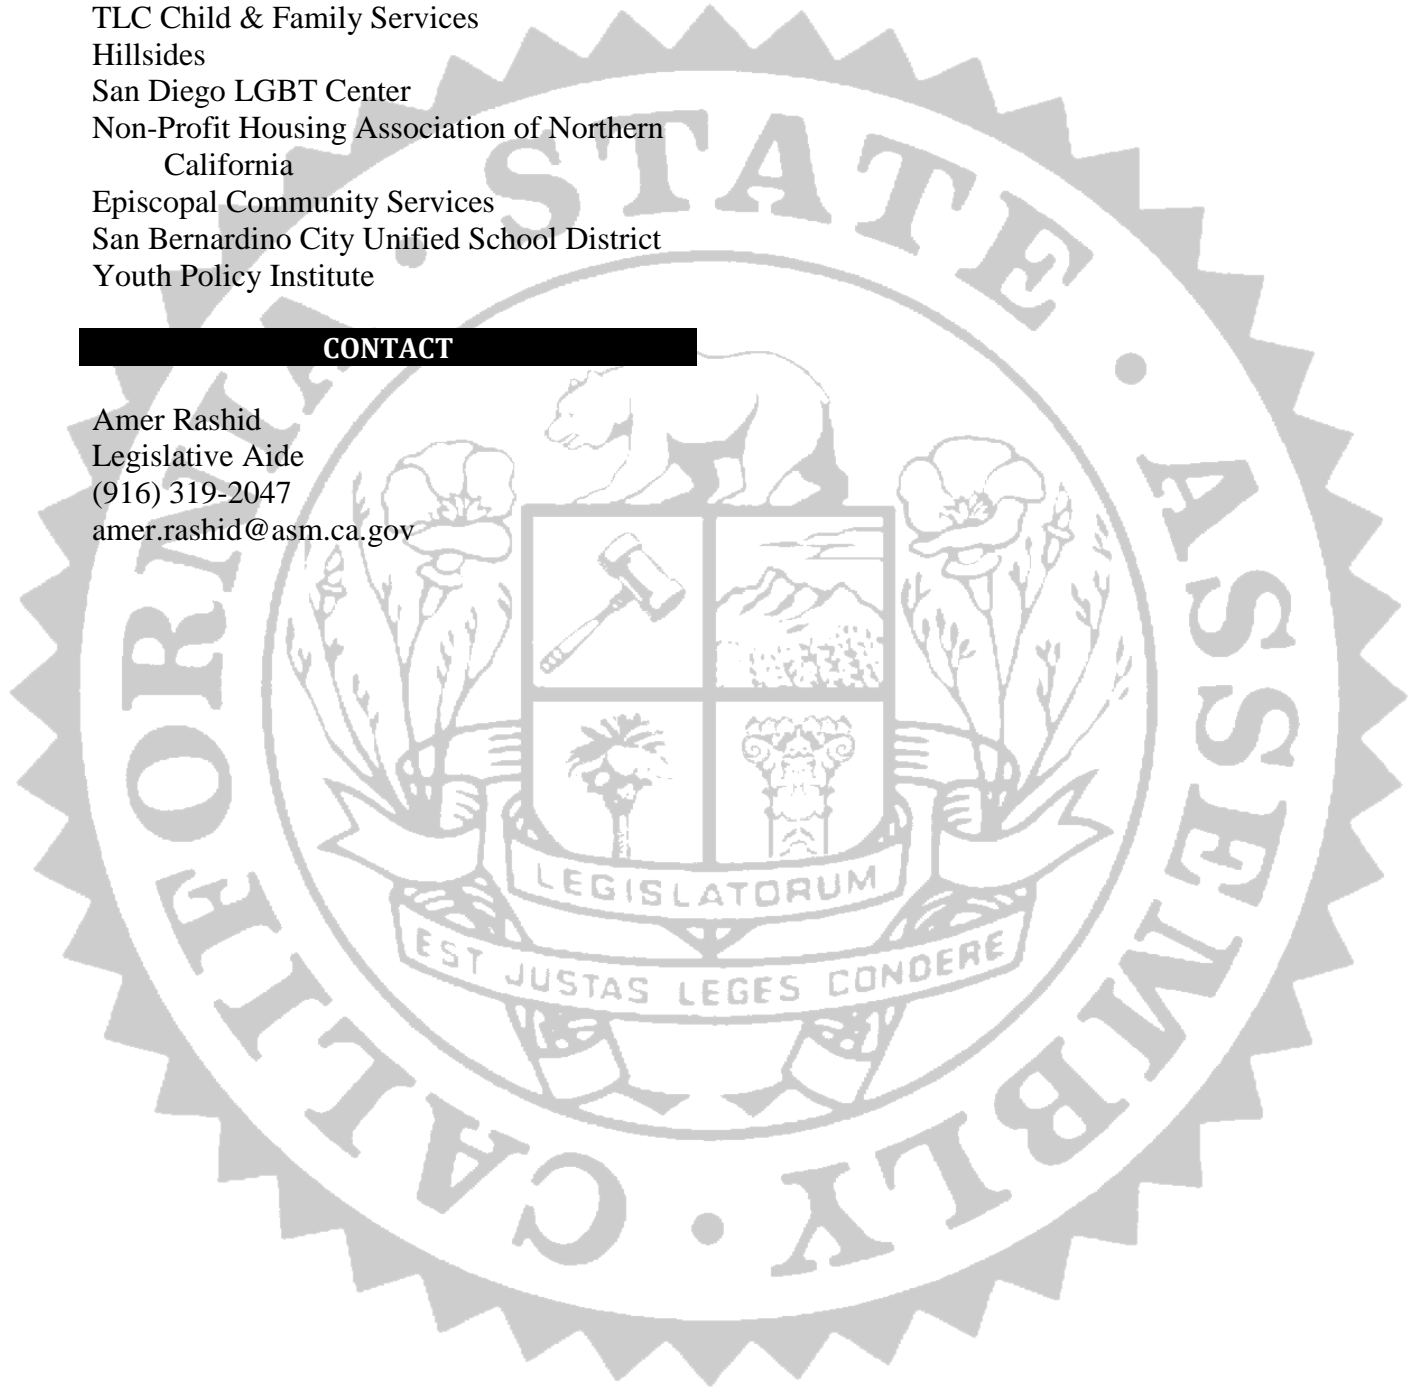 TLC Child & Family Services
Hillsides
San Diego LGBT Center
Non-Profit Housing Association of Northern
California
Episcopal Community Services
San Bernardino City Unified School District
Youth Policy Institute
CONTACT
Amer Rashid
Legislative Aide
(916) 319-2047
amer.rashid@asm.ca.gov
CALIFORNIA · STATE · ASSEMBLY ·
LEGISLATORUM
EST JUSTAS LEGES CONDERE